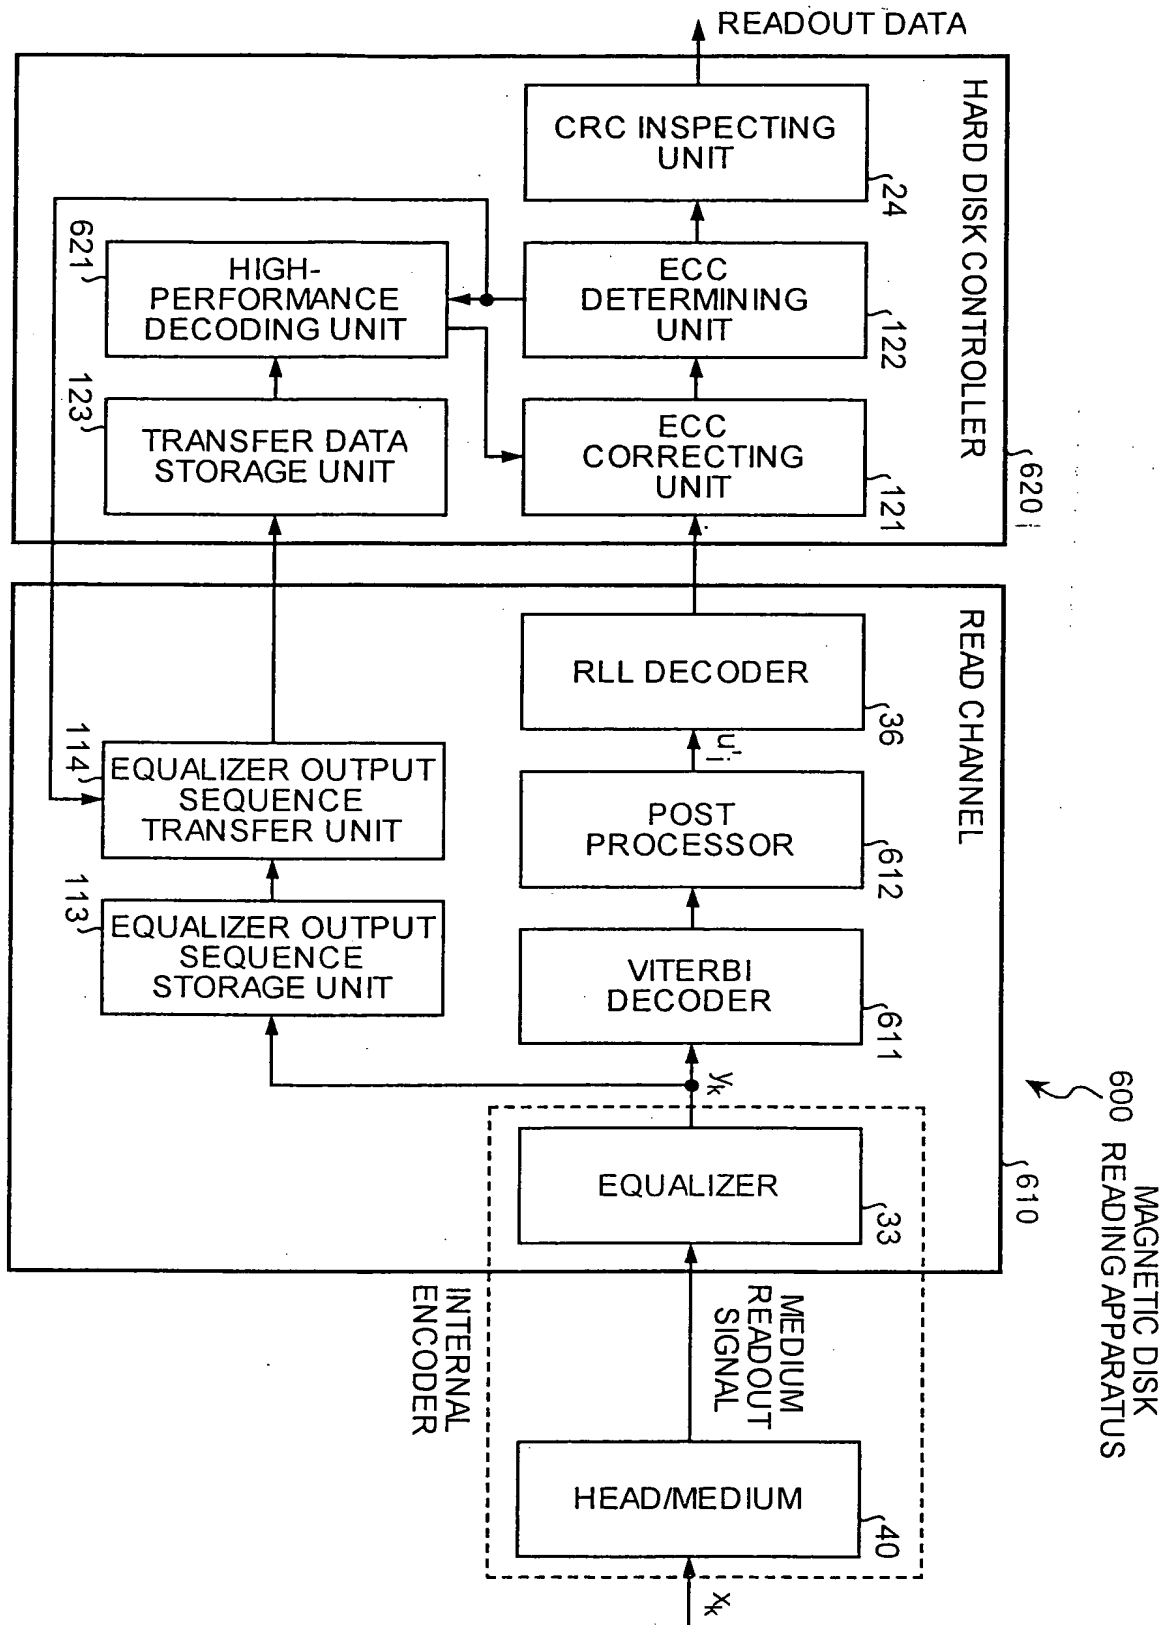 READOUT DATA
HARD DISK CONTROLLER
620
CRC INSPECTING
UNIT
24
621
HIGH-
PERFORMANCE
DECODING UNIT
ECC
DETERMINING
UNIT
122
123
TRANSFER DATA
STORAGE UNIT
ECC
CORRECTING
UNIT
121
READ CHANNEL
610
RLL DECODER
36
u'i
114
EQUALIZER OUTPUT
SEQUENCE
TRANSFER UNIT
POST
PROCESSOR
612
113
EQUALIZER OUTPUT
SEQUENCE
STORAGE UNIT
VITERBI
DECODER
611
yk
600
MAGNETIC DISK
READING APPARATUS
EQUALIZER
33
INTERNAL
ENCODER
MEDIUM
READOUT
SIGNAL
HEAD/MEDIUM
40
xk